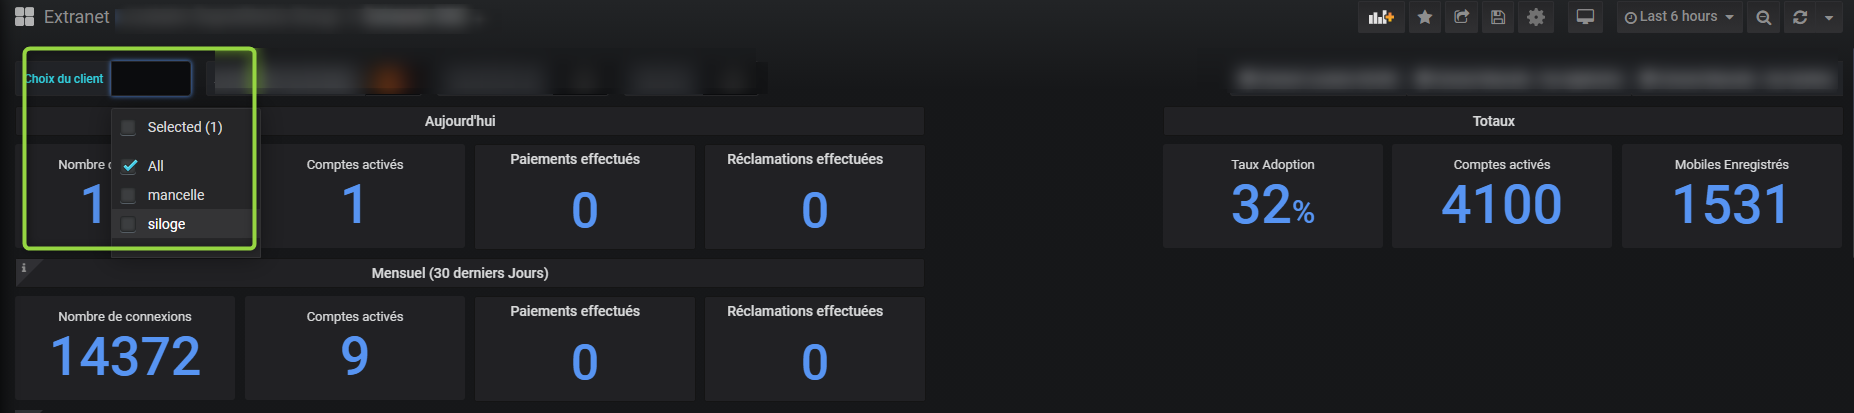 Extranet
Last 6 hours
Choix du client
Selected (1)
All
mancelle
siloge
Aujourd'hui
Totaux
Nombre
1
Comptes activés
1
Paiements effectués
0
Réclamations effectuées
0
Taux Adoption
32%
Comptes activés
4100
Mobiles Enregistrés
1531
i
Mensuel (30 derniers Jours)
Nombre de connexions
14372
Comptes activés
9
Paiements effectués
0
Réclamations effectuées
0